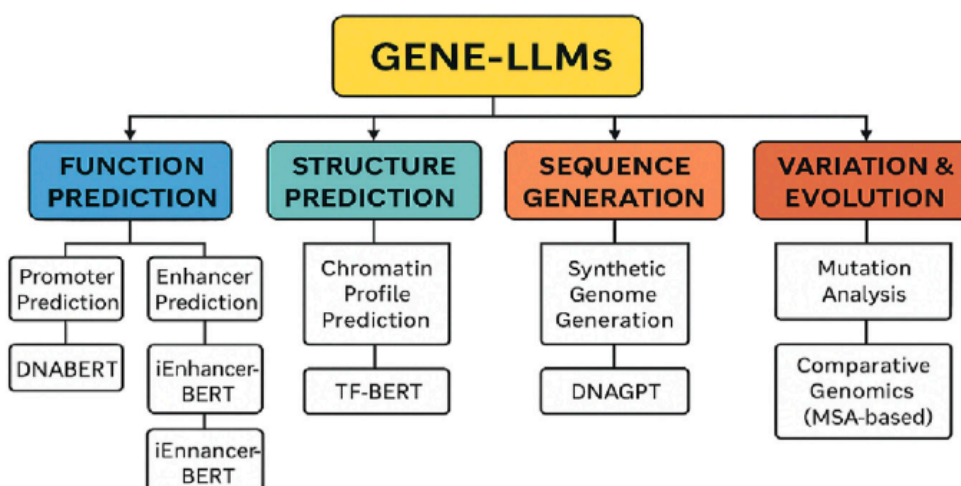 GENE-LLMs
FUNCTION
PREDICTION
STRUCTURE
PREDICTION
SEQUENCE
GENERATION
VARIATION &
EVOLUTION
Promoter
Prediction
Enhancer
Prediction
Chromatin
Profile
Prediction
Synthetic
Genome
Generation
Mutation
Analysis
DNABERT
iEnhancer-
BERT
TF-BERT
DNAGPT
Comparative
Genomics
(MSA-based)
iEnnancer-
BERT